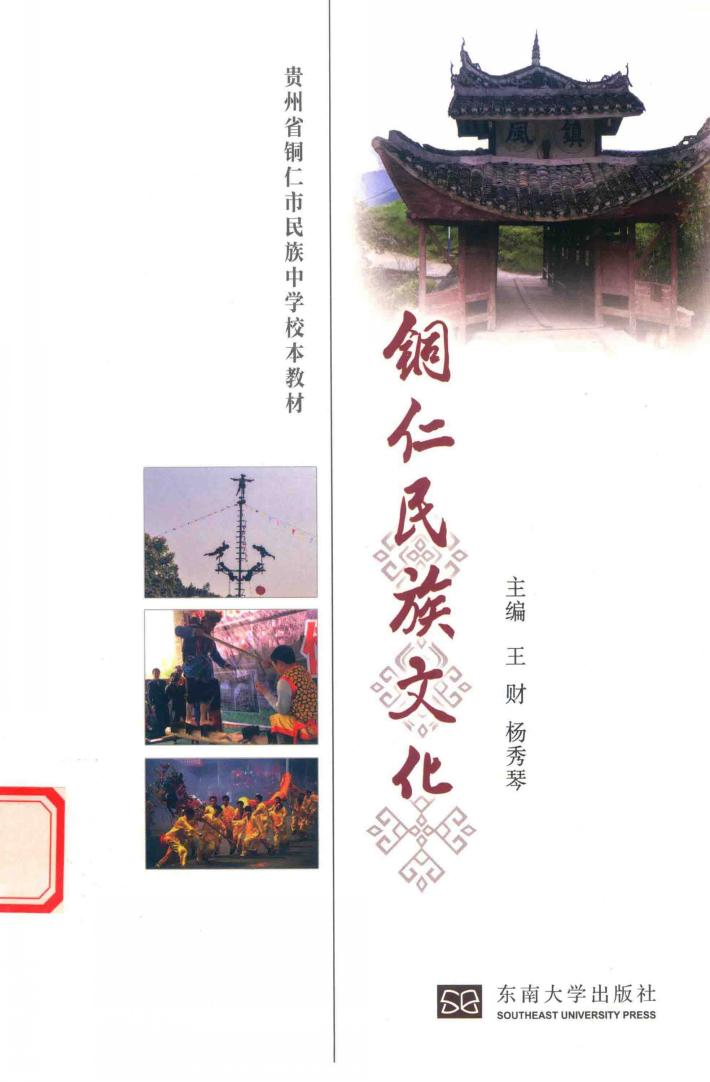 贵州省铜仁市民族中学校本教材
風鎮
铜仁民族文化
主编 王 财 杨秀琴
东南大学出版社
SOUTHEAST UNIVERSITY PRESS